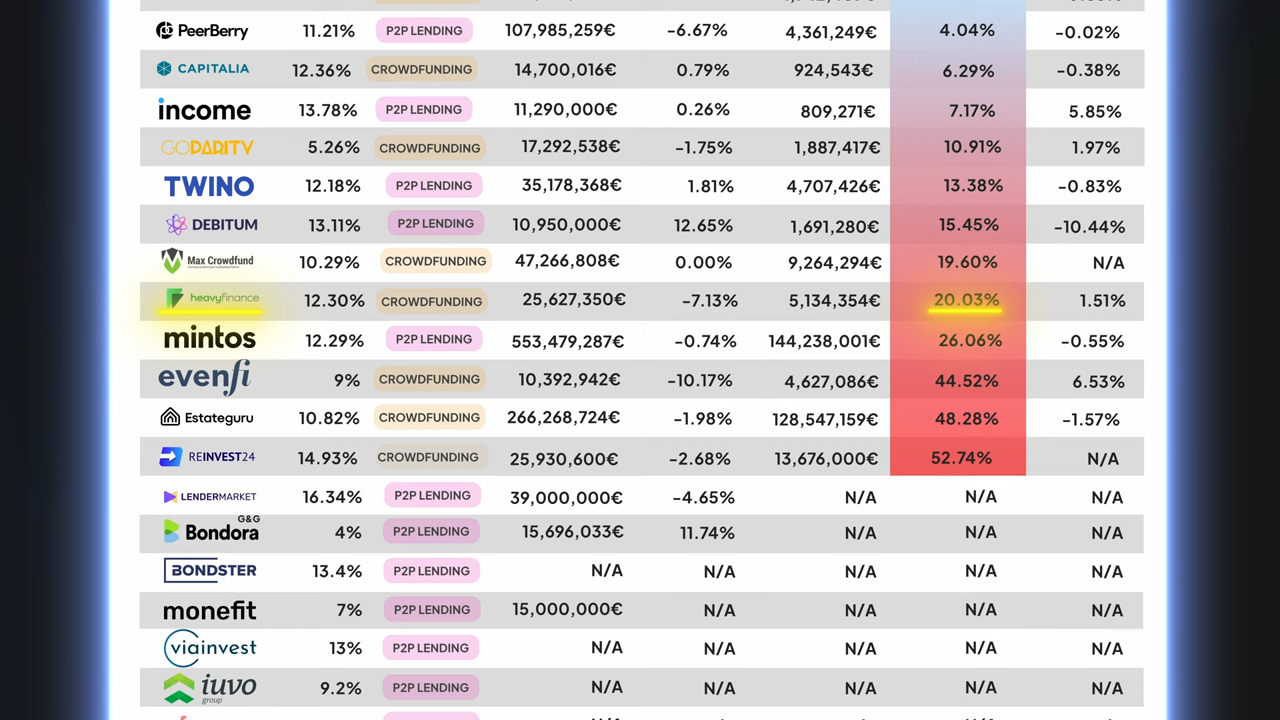 PeerBerry 11.21% P2P LENDING 107,985,259€ -6.67% 4,361,249€ 4.04% -0.02%
CAPITALIA 12.36% CROWDFUNDING 14,700,016€ 0.79% 924,543€ 6.29% -0.38%
income 13.78% P2P LENDING 11,290,000€ 0.26% 809,271€ 7.17% 5.85%
GOPARITY 5.26% CROWDFUNDING 17,292,538€ -1.75% 1,887,417€ 10.91% 1.97%
TWINO 12.18% P2P LENDING 35,178,368€ 1.81% 4,707,426€ 13.38% -0.83%
DEBITUM 13.11% P2P LENDING 10,950,000€ 12.65% 1,691,280€ 15.45% -10.44%
Max Crowdfund 10.29% CROWDFUNDING 47,266,808€ 0.00% 9,264,294€ 19.60% N/A
heavyfinance 12.30% CROWDFUNDING 25,627,350€ -7.13% 5,134,354€ 20.03% 1.51%
mintos 12.29% P2P LENDING 553,479,287€ -0.74% 144,238,001€ 26.06% -0.55%
evenfi 9% CROWDFUNDING 10,392,942€ -10.17% 4,627,086€ 44.52% 6.53%
Estateguru 10.82% CROWDFUNDING 266,268,724€ -1.98% 128,547,159€ 48.28% -1.57%
REINVEST24 14.93% CROWDFUNDING 25,930,600€ -2.68% 13,676,000€ 52.74% N/A
LENDERMARKET 16.34% P2P LENDING 39,000,000€ -4.65% N/A N/A N/A
G&G
Bondora 4% P2P LENDING 15,696,033€ 11.74% N/A N/A N/A
BONDSTER 13.4% P2P LENDING N/A N/A N/A N/A N/A
monefit 7% P2P LENDING 15,000,000€ N/A N/A N/A N/A
viainvest 13% P2P LENDING N/A N/A N/A N/A N/A
iuvo group 9.2% P2P LENDING N/A N/A N/A N/A N/A